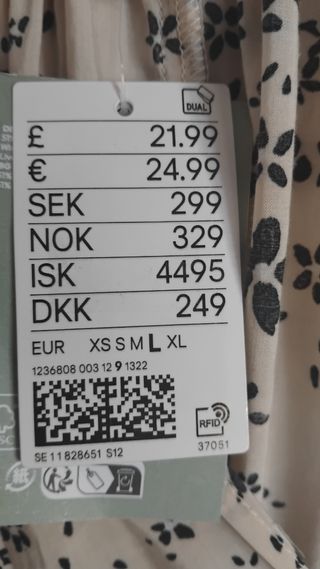 DUAL
£ 21.99
€ 24.99
SEK 299
NOK 329
ISK 4495
DKK 249
EUR XS S M L XL
1236808 003 12 9 1322
RFID
37051
SE 11 828651 S12